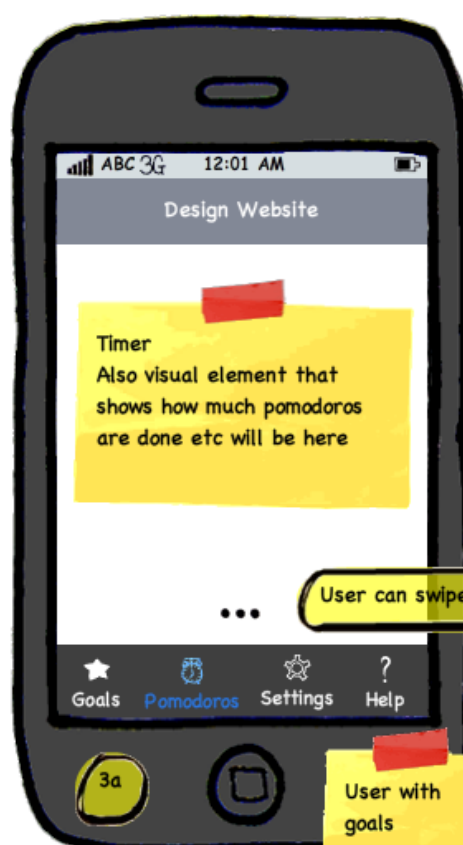 ABC 3G 12:01 AM
Design Website
Timer
Also visual element that
shows how much pomodoros
are done etc will be here
User can swipe
Goals Pomodoros Settings Help
3a
User with
goals